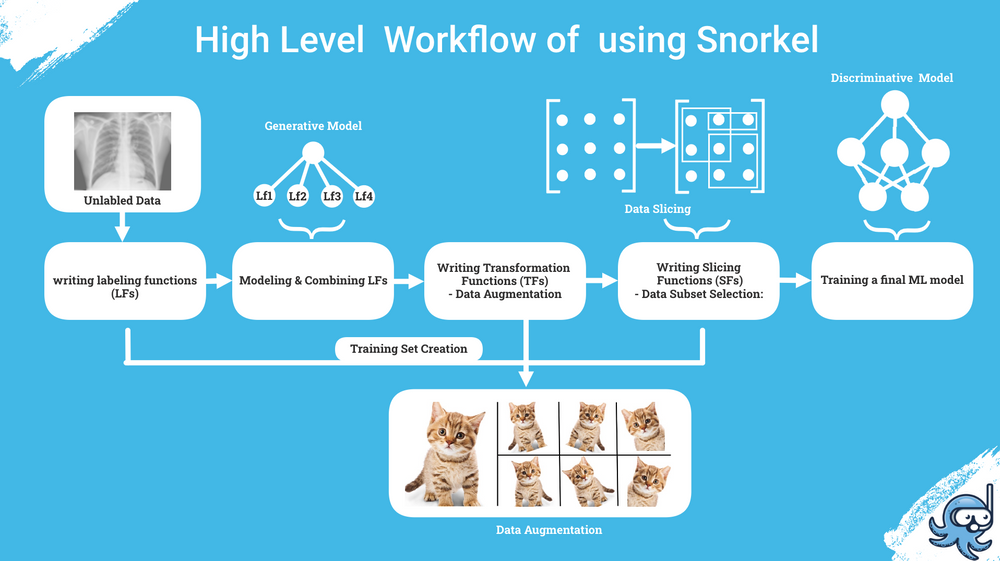 High Level Workflow of using Snorkel
Discriminative Model
Generative Model
Unlabled Data
Lf1
Lf2
Lf3
Lf4
Data Slicing
writing labeling functions
(LFs)
Modeling & Combining LFs
Writing Transformation
Functions (TFs)
- Data Augmentation
Writing Slicing
Functions (SFs)
- Data Subset Selection:
Training a final ML model
Training Set Creation
Data Augmentation